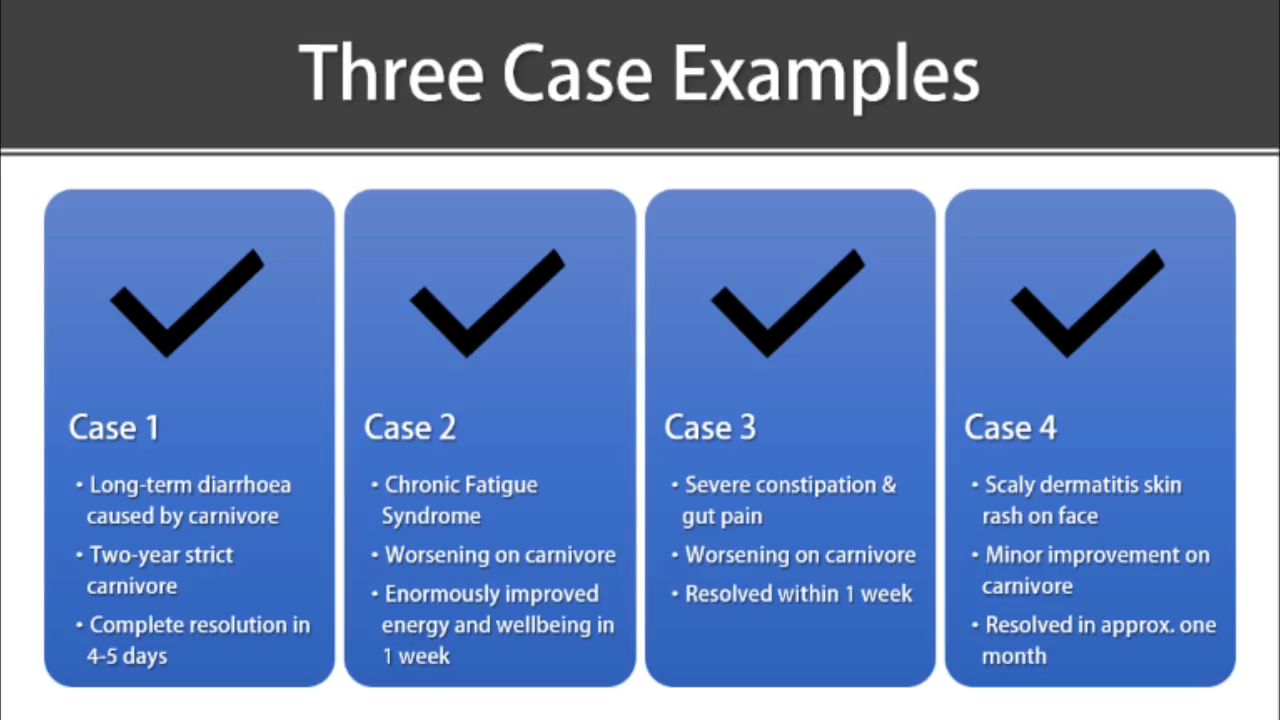 Three Case Examples
Case 1
• Long-term diarrhoea
caused by carnivore
• Two-year strict
carnivore
• Complete resolution in
4-5 days
Case 2
• Chronic Fatigue
Syndrome
• Worsening on carnivore
• Enormously improved
energy and wellbeing in
1 week
Case 3
• Severe constipation &
gut pain
• Worsening on carnivore
• Resolved within 1 week
Case 4
• Scaly dermatitis skin
rash on face
• Minor improvement on
carnivore
• Resolved in approx. one
month